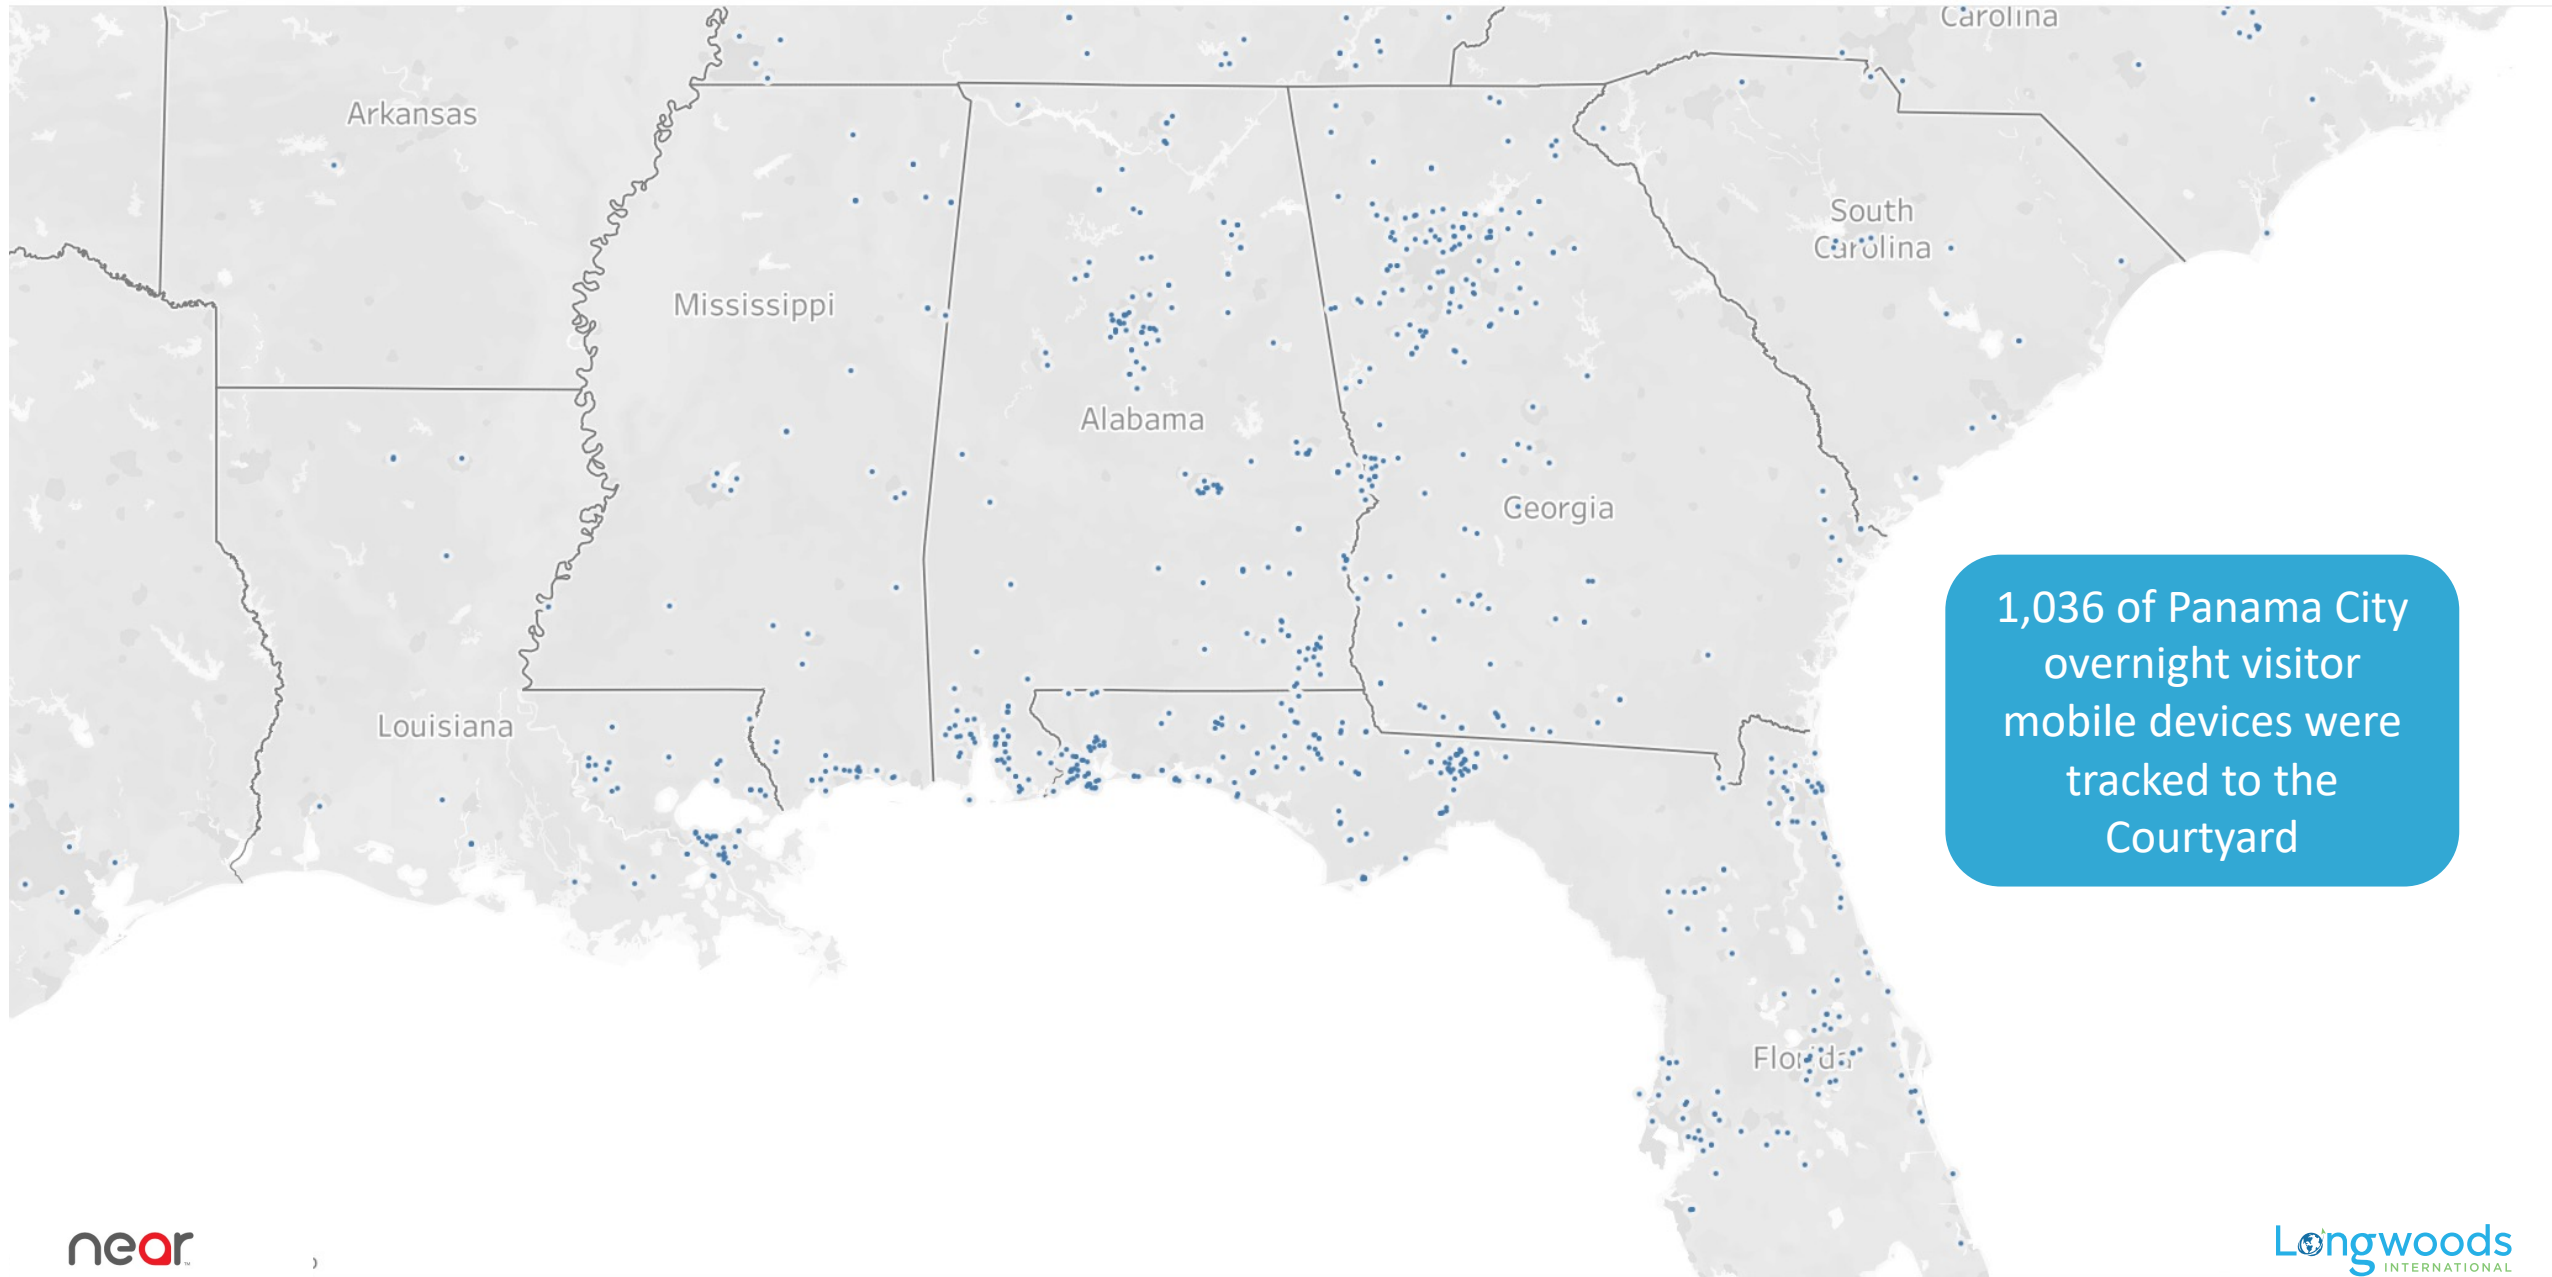 Carolina
Arkansas
South
Carolina
Mississippi
Alabama
Georgia
Louisiana
Florida
1,036 of Panama City
overnight visitor
mobile devices were
tracked to the
Courtyard
near
Longwoods
INTERNATIONAL